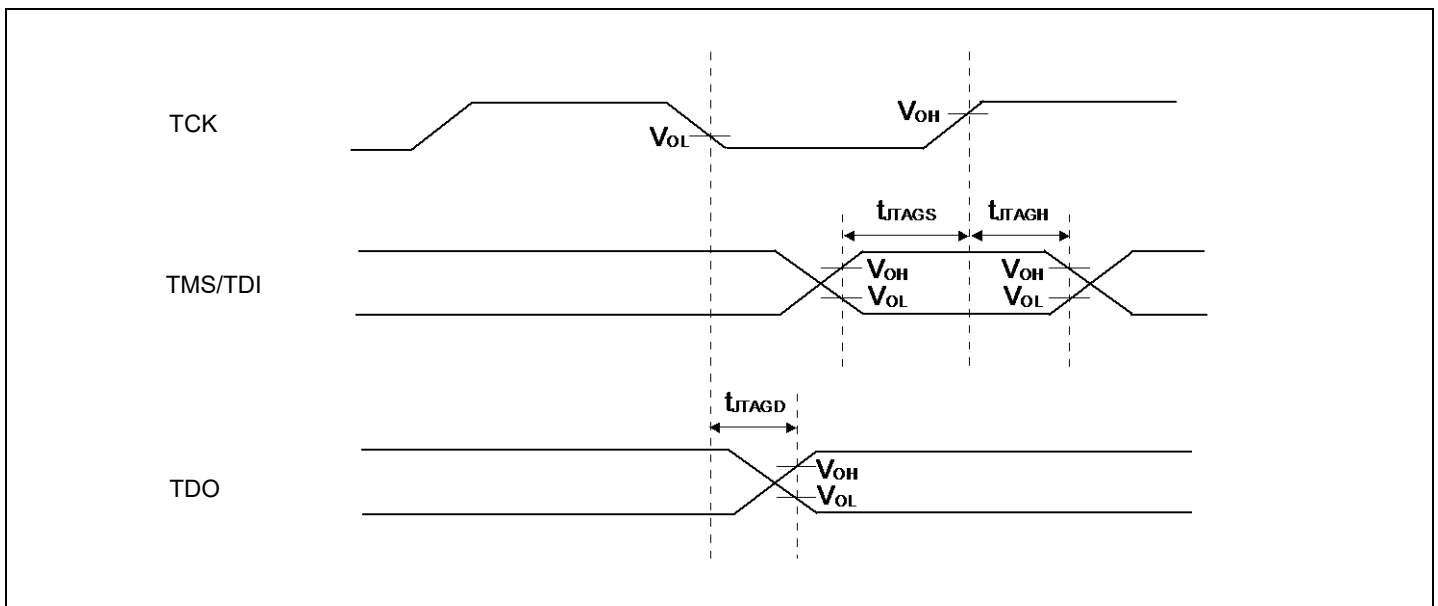 TCK
VOL
VOH
tJTAGS
tJTAGH
TMS/TDI
VOH
VOH
VOL
VOL
tJTAGD
TDO
VOH
VOL